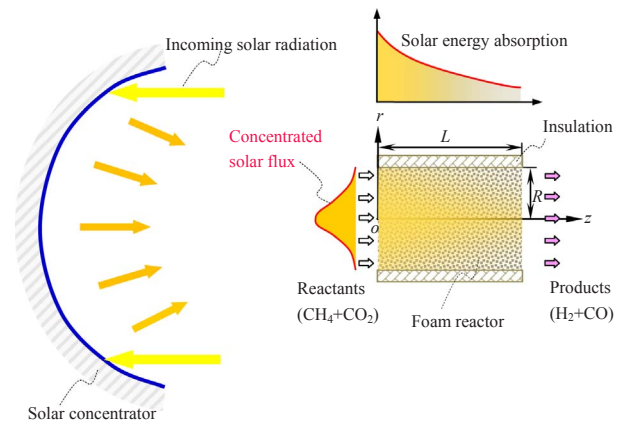 Incoming solar radiation
Solar energy absorption
r
L
Insulation
Concentrated
solar flux
R
o
z
Reactants
(CH₄+CO₂)
Foam reactor
Products
(H₂+CO)
Solar concentrator